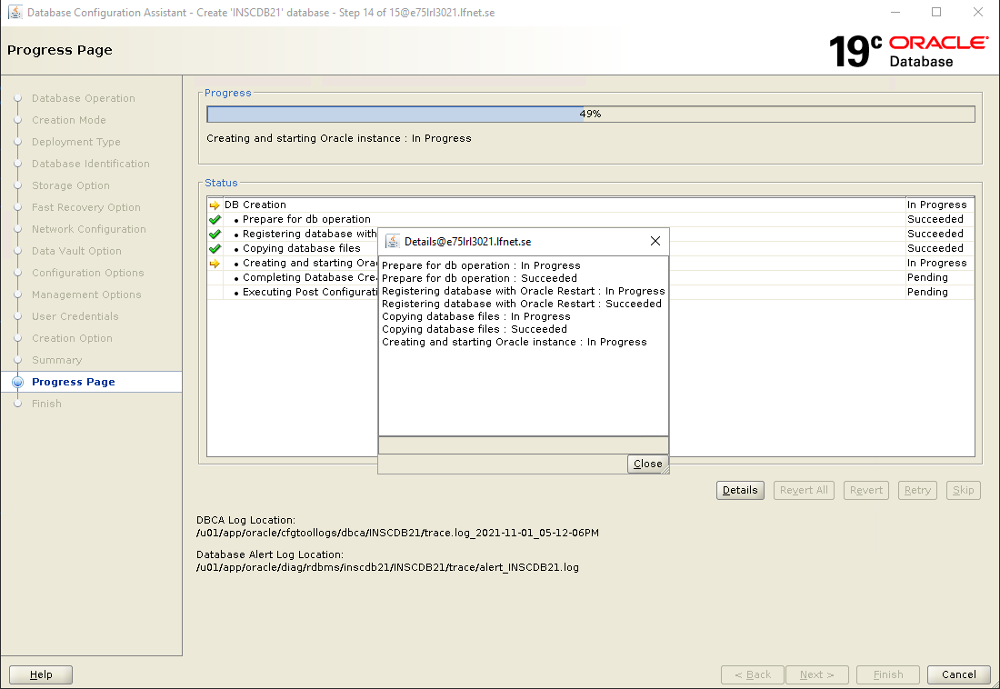 Database Configuration Assistant - Create 'INSCDB21' database - Step 14 of 15@e75lrl3021.lfnet.se
Progress Page
19c ORACLE
Database
Database Operation
Creation Mode
Deployment Type
Database Identification
Storage Option
Fast Recovery Option
Network Configuration
Data Vault Option
Configuration Options
Management Options
User Credentials
Creation Option
Summary
Progress Page
Finish
Progress
49%
Creating and starting Oracle instance : In Progress
Status
DB Creation In Progress
Prepare for db operation Succeeded
Registering database with Succeeded
Copying database files Succeeded
Creating and starting Ora In Progress
Completing Database Cre Pending
Executing Post Configurati Pending
Details@e75lrl3021.lfnet.se
Prepare for db operation : In Progress
Prepare for db operation : Succeeded
Registering database with Oracle Restart : In Progress
Registering database with Oracle Restart : Succeeded
Copying database files : In Progress
Copying database files : Succeeded
Creating and starting Oracle instance : In Progress
Close
Details Revert All Revert Retry Skip
DBCA Log Location:
/u01/app/oracle/cfgtoollogs/dbca/INSCDB21/trace.log_2021-11-01_05-12-06PM
Database Alert Log Location:
/u01/app/oracle/diag/rdbms/inscdb21/INSCDB21/trace/alert_INSCDB21.log
Help < Back Next > Finish Cancel